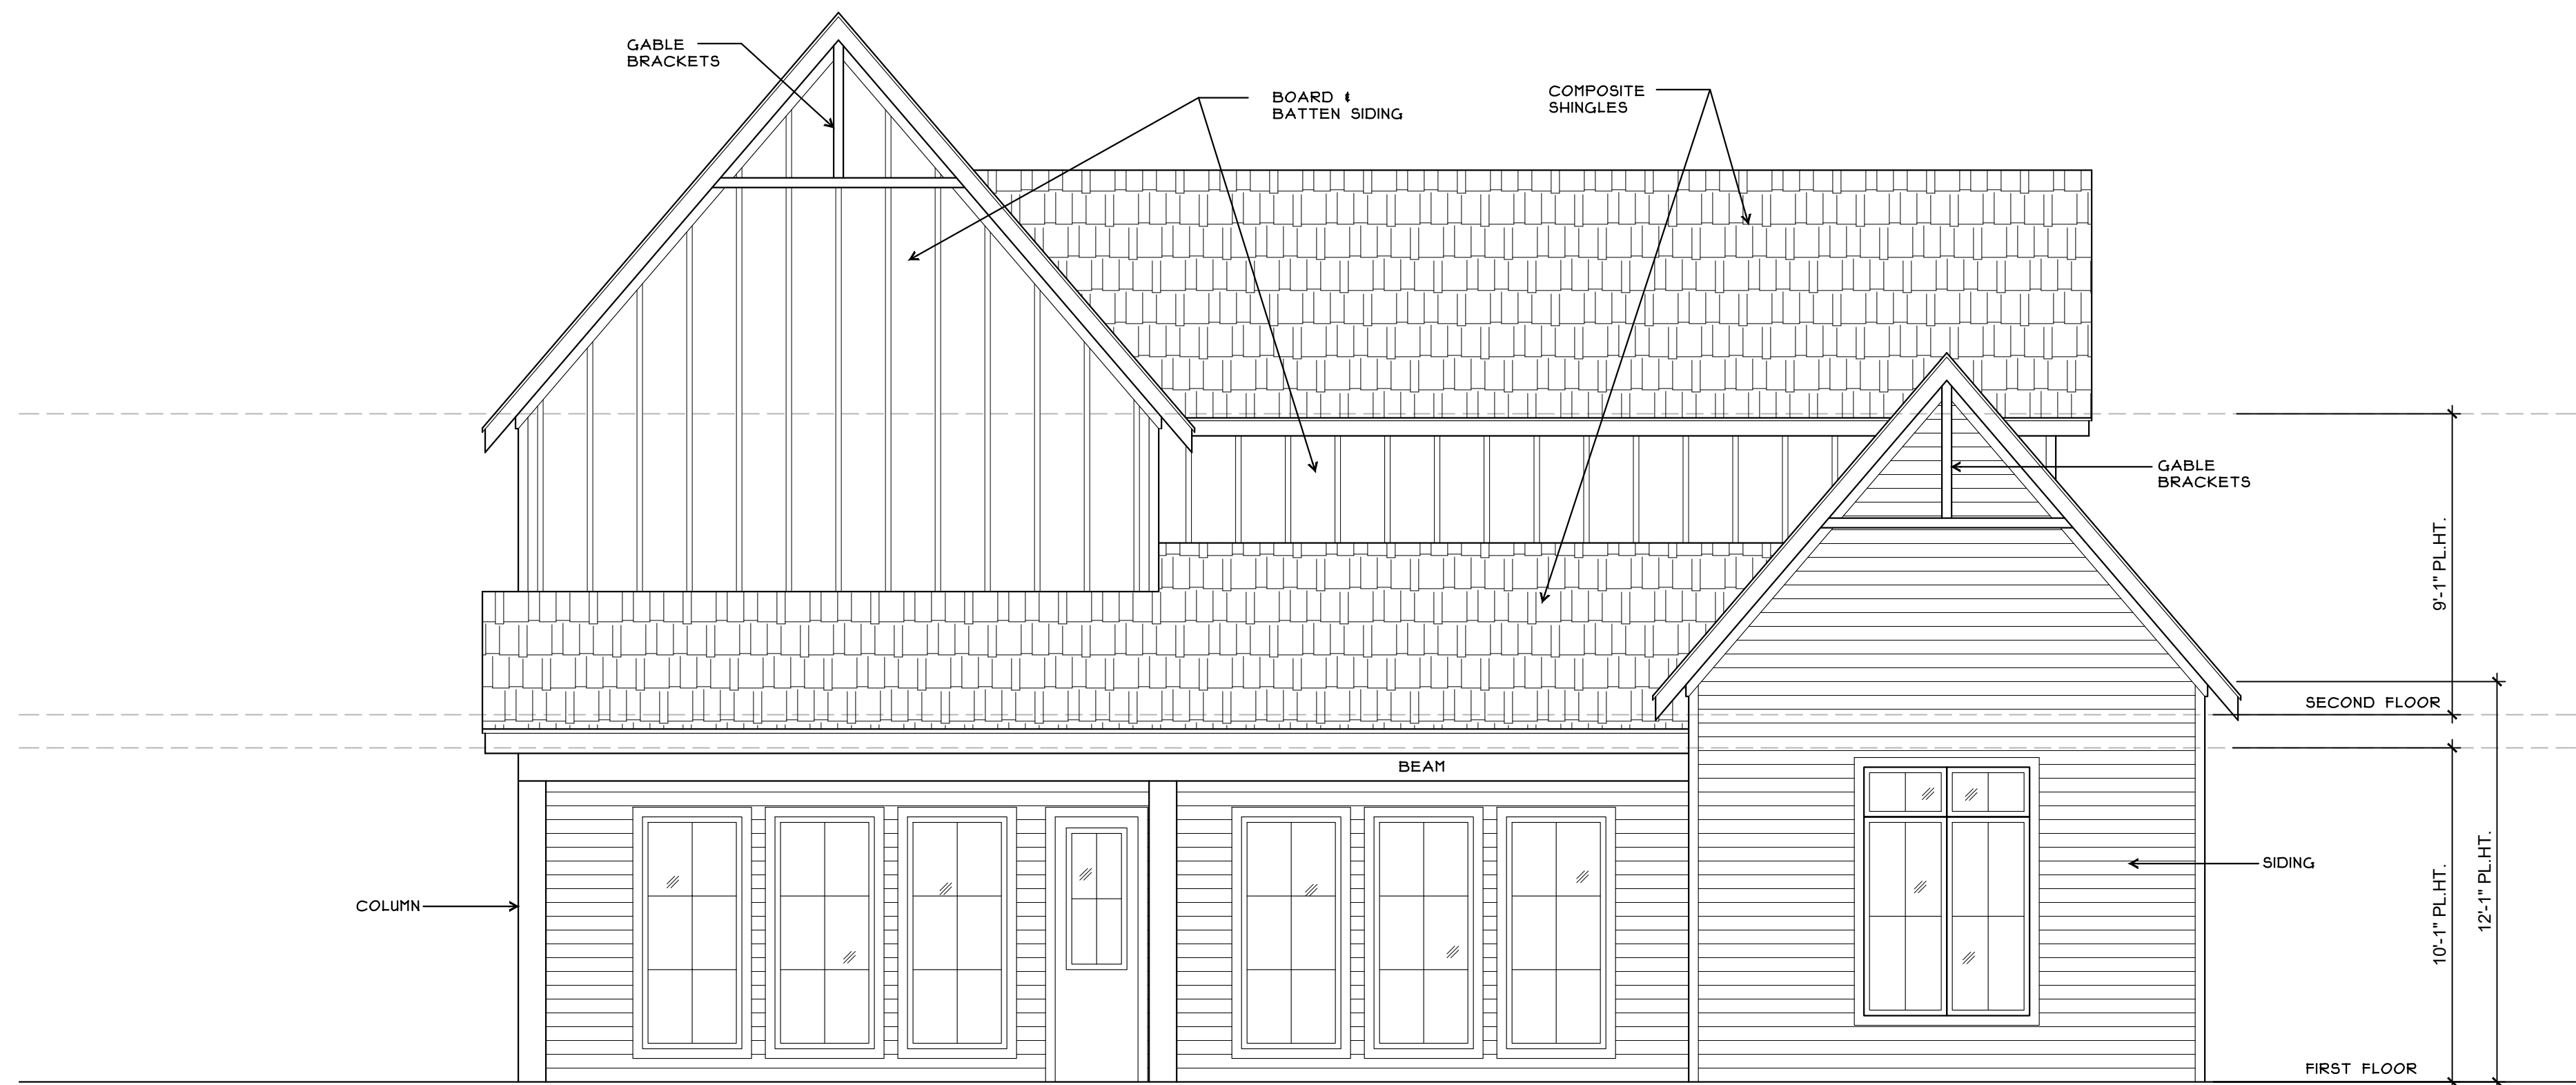 GABLE
BRACKETS
BOARD &
BATTEN SIDING
COMPOSITE
SHINGLES
GABLE
BRACKETS
9'-1" PL.HT.
SECOND FLOOR
BEAM
SIDING
COLUMN
10'-1" PL.HT.
12'-1" PL.HT.
FIRST FLOOR